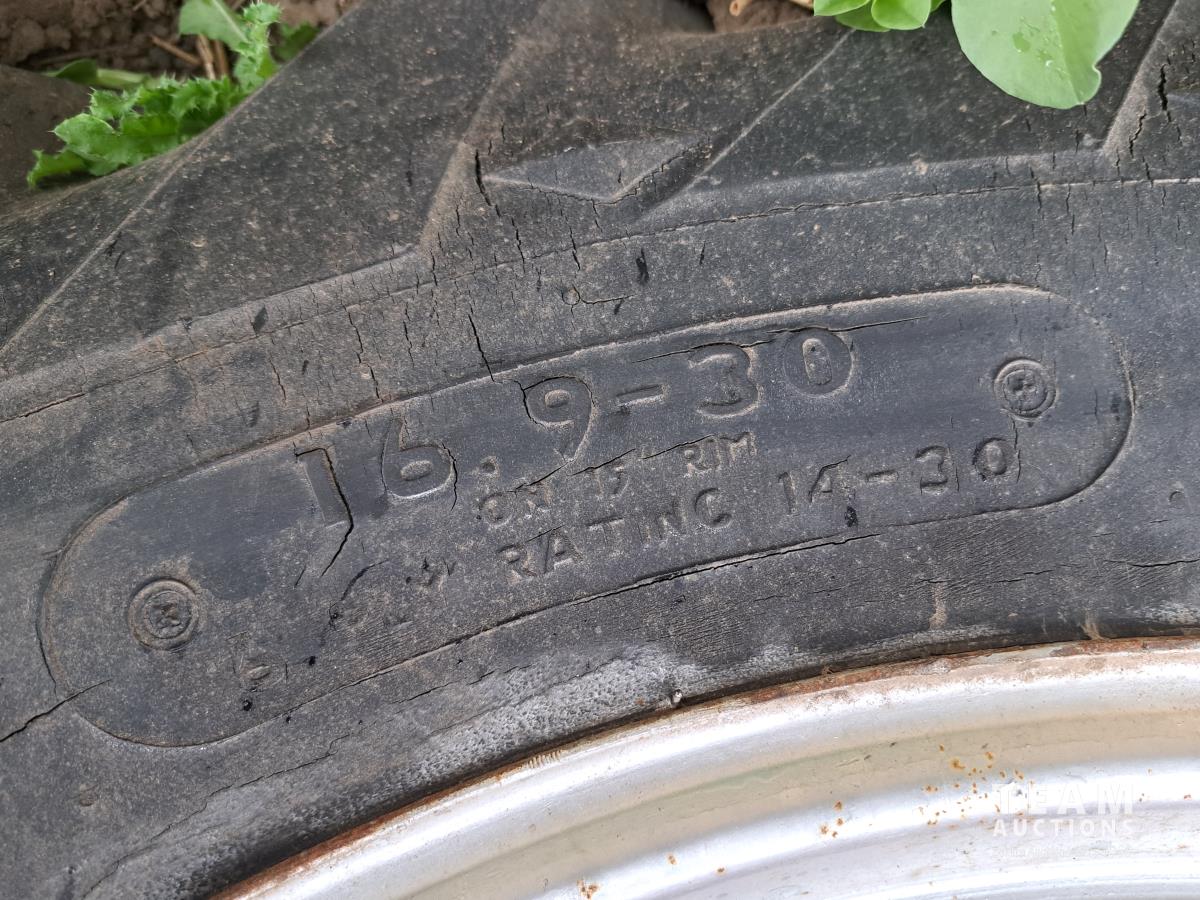 16.9-30
ON 15" RIM
RATING 14-30
TEAM
AUCTIONS